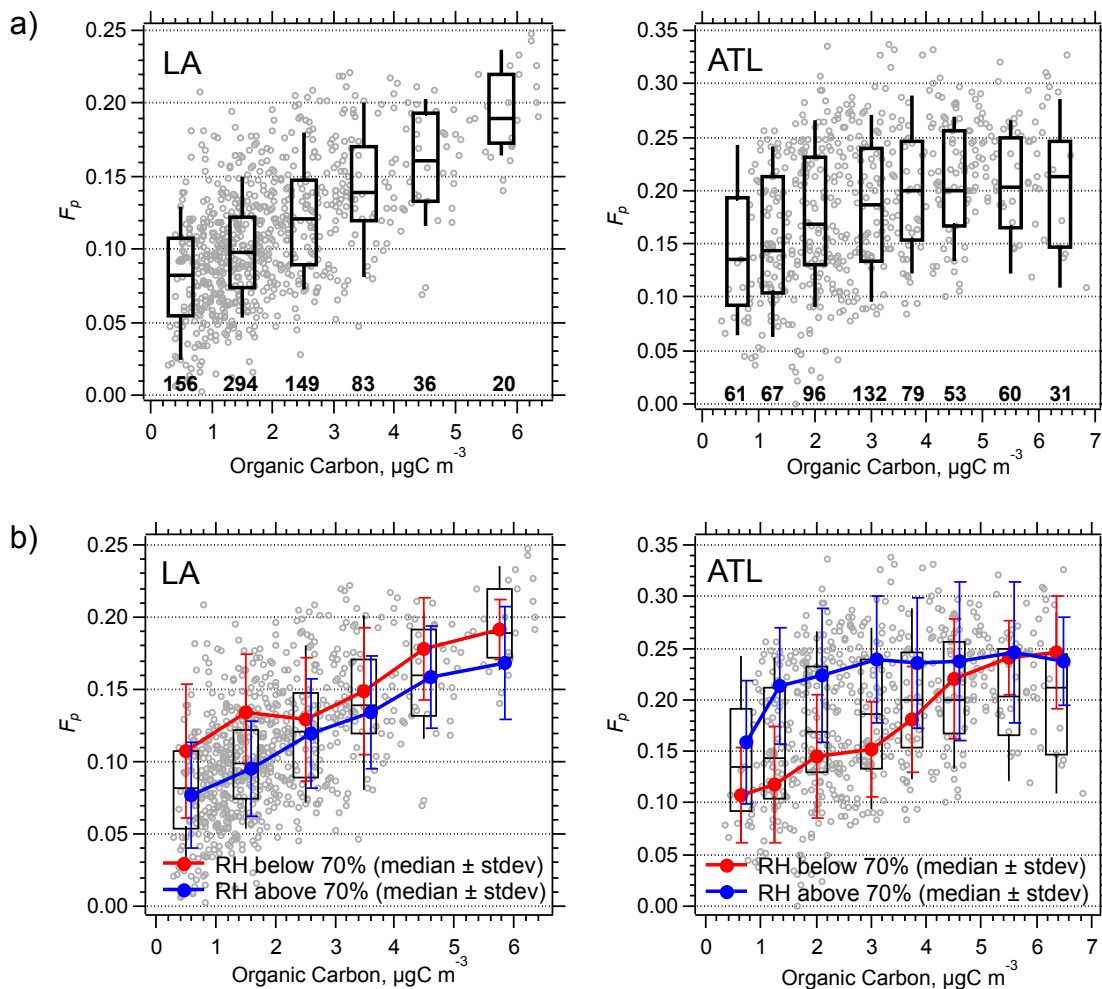 a)
LA
ATL
F_p
0.25
0.20
0.15
0.10
0.05
0.00
156 294 149 83 36 20
0 1 2 3 4 5 6
Organic Carbon, µgC m⁻³
F_p
0.35
0.30
0.25
0.20
0.15
0.10
0.05
0.00
61 67 96 132 79 53 60 31
0 1 2 3 4 5 6 7
Organic Carbon, µgC m⁻³
b)
LA
ATL
F_p
0.25
0.20
0.15
0.10
0.05
0.00
RH below 70% (median ± stdev)
RH above 70% (median ± stdev)
0 1 2 3 4 5 6
Organic Carbon, µgC m⁻³
F_p
0.35
0.30
0.25
0.20
0.15
0.10
0.05
0.00
RH below 70% (median ± stdev)
RH above 70% (median ± stdev)
0 1 2 3 4 5 6 7
Organic Carbon, µgC m⁻³